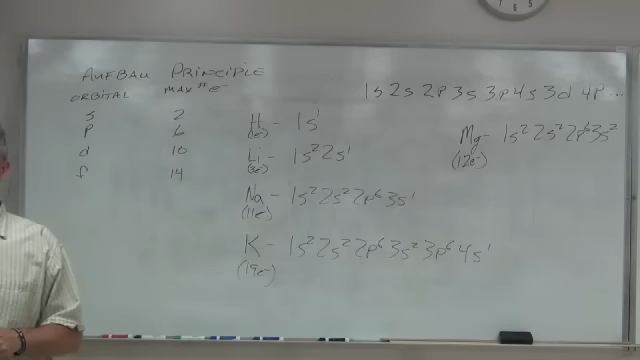 AUFBAU PRINCIPLE
ORBITAL MAX # e⁻
s 2
p 6
d 10
f 14
1s 2s 2p 3s 3p 4s 3d 4p ...
H - 1s¹
(1e⁻)
Li - 1s² 2s¹
(3e⁻)
Na - 1s² 2s² 2p⁶ 3s¹
(11e⁻)
K - 1s² 2s² 2p⁶ 3s² 3p⁶ 4s¹
(19e⁻)
Mg - 1s² 2s² 2p⁶ 3s²
(12e⁻)